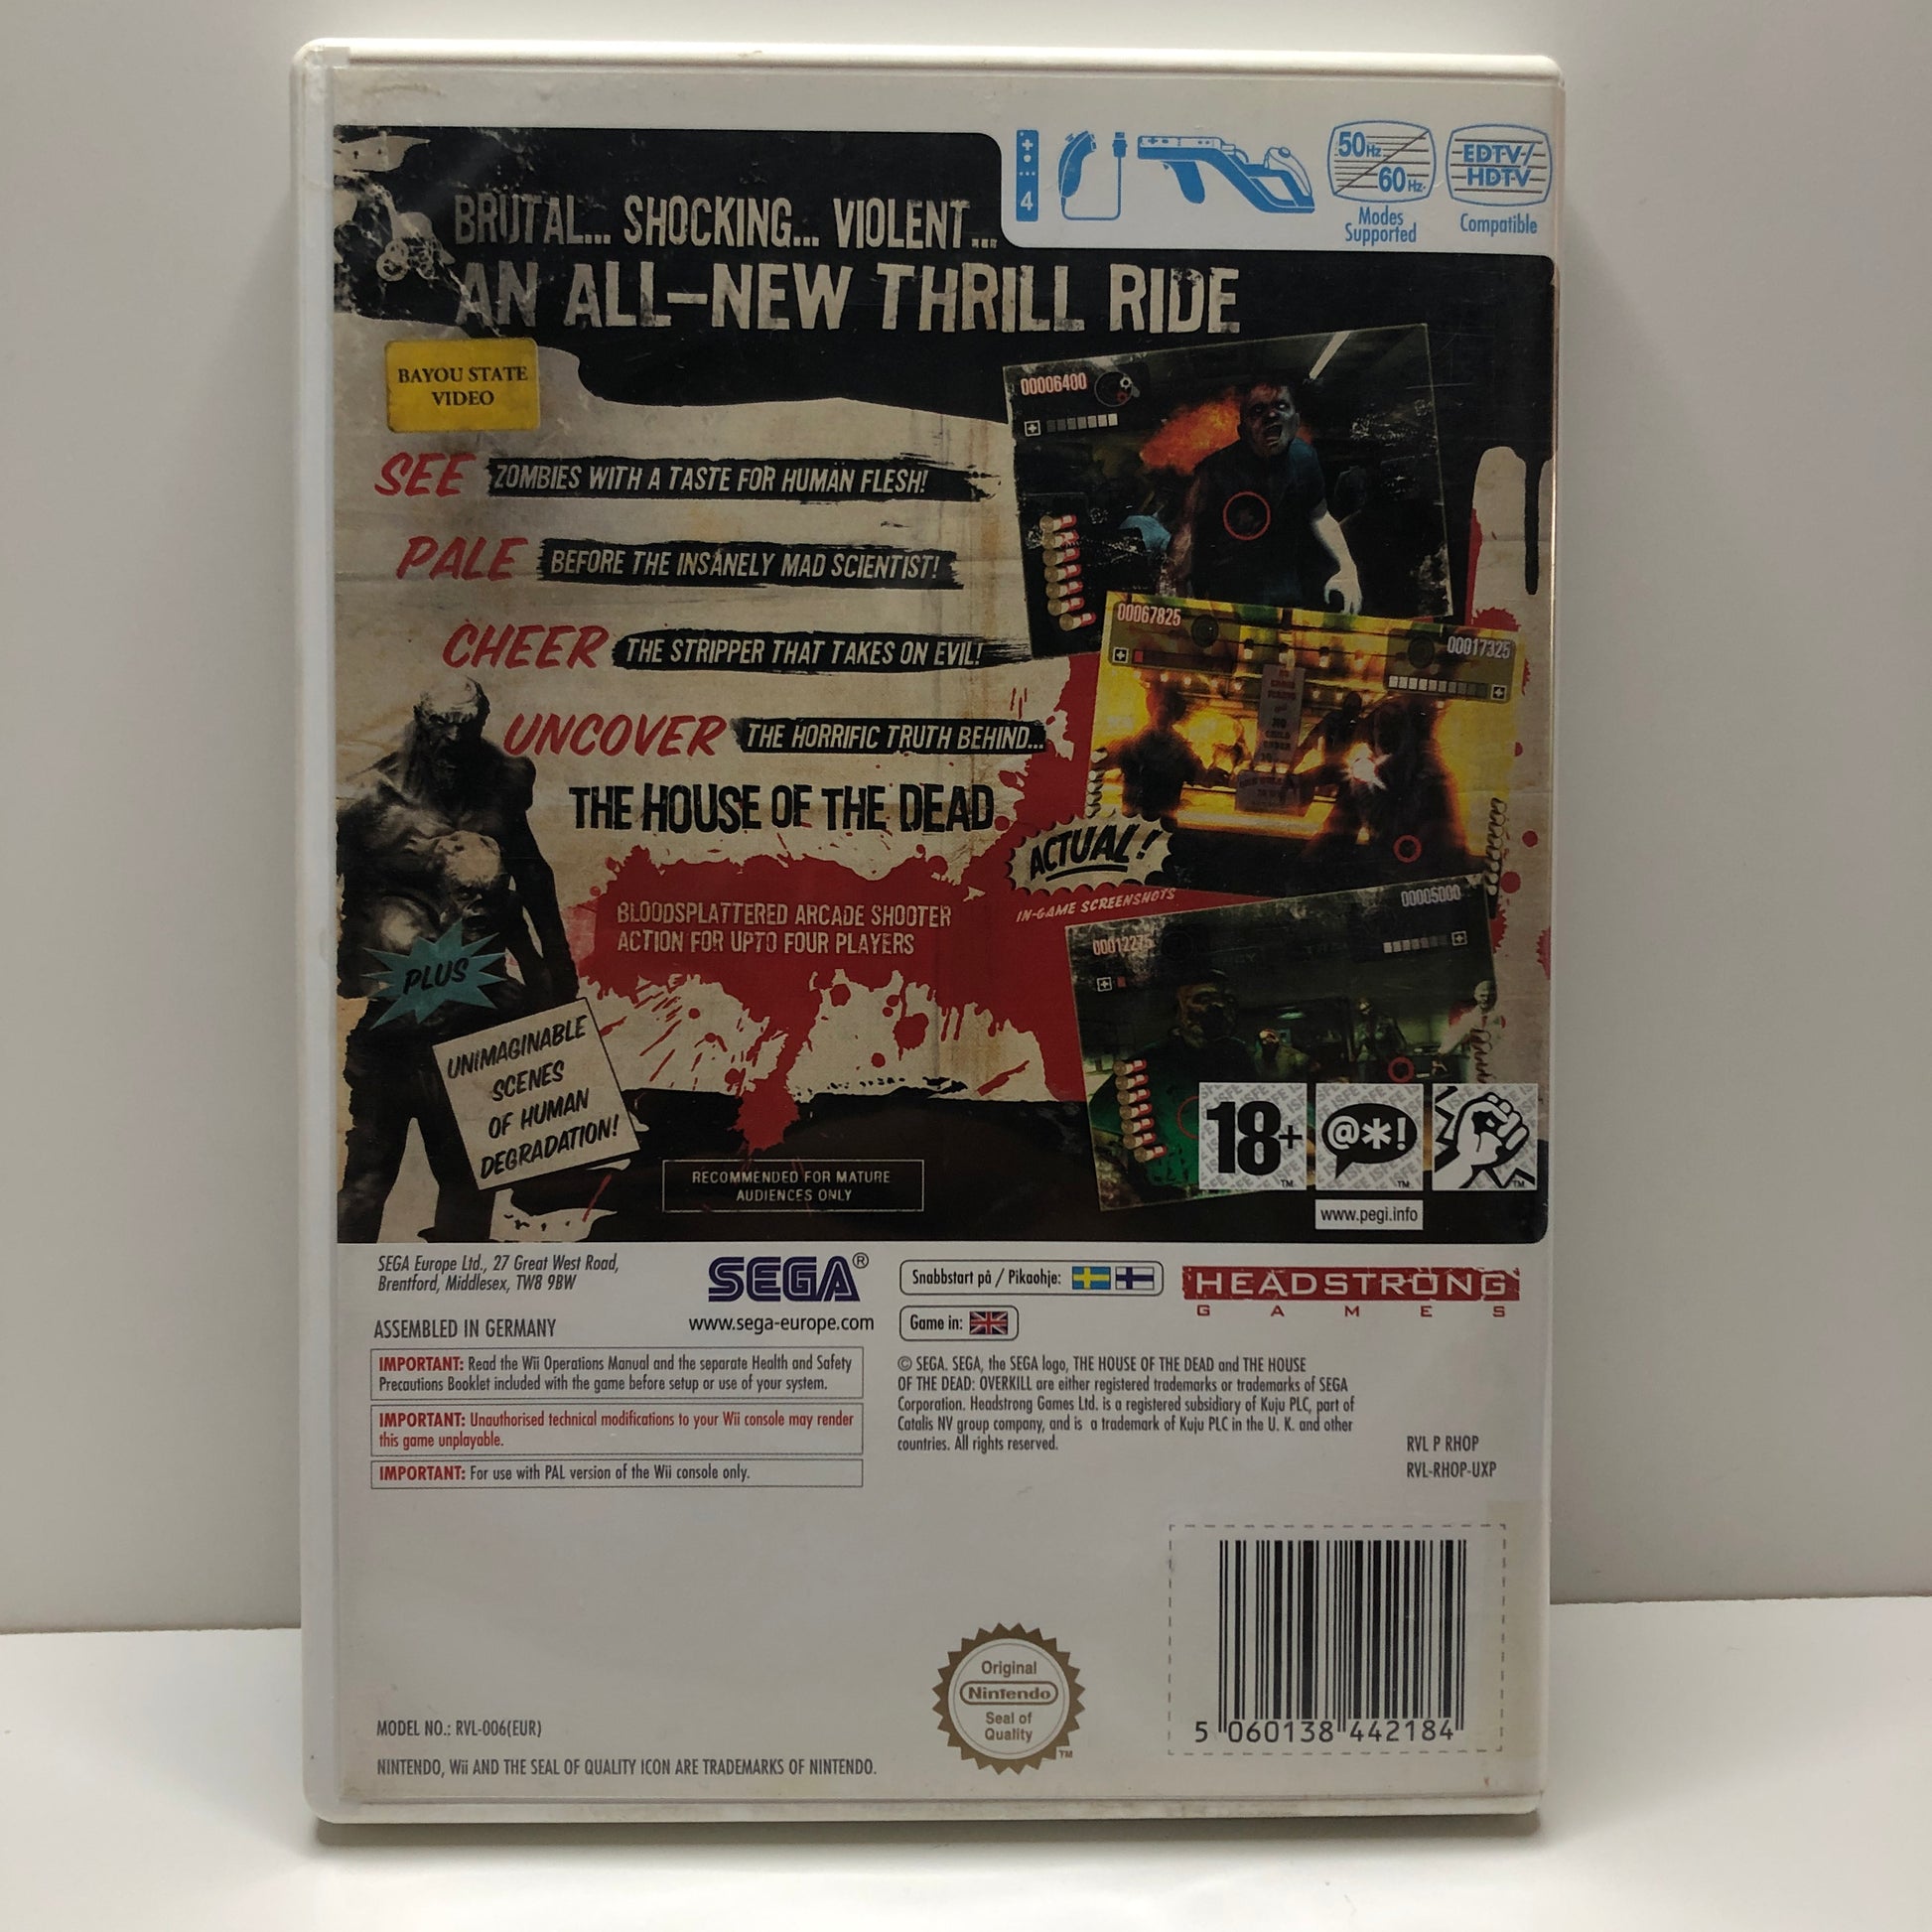 4
50Hz
60Hz
Modes
Supported
EDTV/
HDTV
Compatible
BRUTAL... SHOCKING... VIOLENT...
AN ALL-NEW THRILL RIDE
BAYOU STATE
VIDEO
SEE ZOMBIES WITH A TASTE FOR HUMAN FLESH!
PALE BEFORE THE INSANELY MAD SCIENTIST!
CHEER THE STRIPPER THAT TAKES ON EVIL!
UNCOVER THE HORRIFIC TRUTH BEHIND...
THE HOUSE OF THE DEAD
00006400
00067825
00017325
ACTUAL!
IN-GAME SCREENSHOTS
00005000
00012275
BLOODSPLATTERED ARCADE SHOOTER
ACTION FOR UPTO FOUR PLAYERS
PLUS
UNIMAGINABLE
SCENES
OF HUMAN
DEGRADATION!
RECOMMENDED FOR MATURE
AUDIENCES ONLY
18+
@*!
www.pegi.info
SEGA Europe Ltd., 27 Great West Road,
Brentford, Middlesex, TW8 9BW
SEGA®
www.sega-europe.com
ASSEMBLED IN GERMANY
Snabbstart på / Pikaohje:
Game in:
HEADSTRONG
GAMES
IMPORTANT: Read the Wii Operations Manual and the separate Health and Safety
Precautions Booklet included with the game before setup or use of your system.
IMPORTANT: Unauthorised technical modifications to your Wii console may render
this game unplayable.
IMPORTANT: For use with PAL version of the Wii console only.
© SEGA. SEGA, the SEGA logo, THE HOUSE OF THE DEAD and THE HOUSE
OF THE DEAD: OVERKILL are either registered trademarks or trademarks of SEGA
Corporation. Headstrong Games Ltd. is a registered subsidiary of Kuju PLC, part of
Catalis NV group company, and is a trademark of Kuju PLC in the U. K. and other
countries. All rights reserved.
RVL P RHOP
RVL-RHOP-UXP
Original
Nintendo
Seal of
Quality
TM
5 060138 442184
MODEL NO.: RVL-006(EUR)
NINTENDO, Wii AND THE SEAL OF QUALITY ICON ARE TRADEMARKS OF NINTENDO.